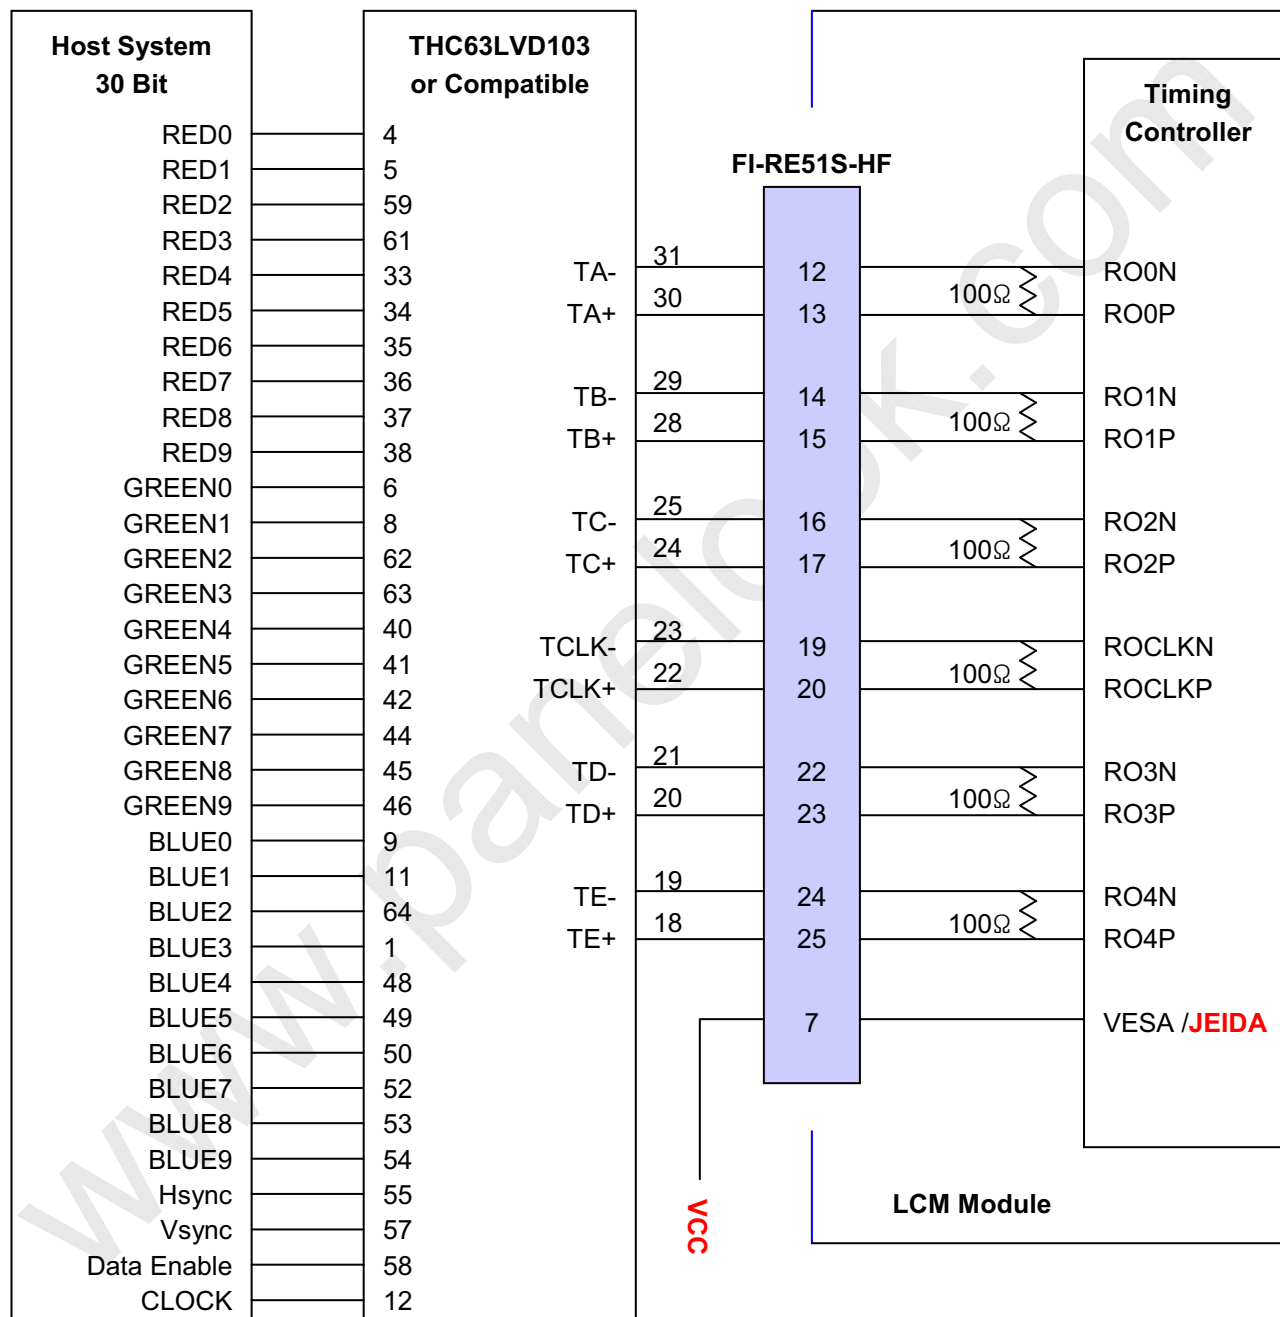 Host System
30 Bit
RED0
RED1
RED2
RED3
RED4
RED5
RED6
RED7
RED8
RED9
GREEN0
GREEN1
GREEN2
GREEN3
GREEN4
GREEN5
GREEN6
GREEN7
GREEN8
GREEN9
BLUE0
BLUE1
BLUE2
BLUE3
BLUE4
BLUE5
BLUE6
BLUE7
BLUE8
BLUE9
Hsync
Vsync
Data Enable
CLOCK
THC63LVD103
or Compatible
4
5
59
61
33
34
35
36
37
38
6
8
62
63
40
41
42
44
45
46
9
11
64
1
48
49
50
52
53
54
55
57
58
12
TA-
TA+
TB-
TB+
TC-
TC+
TCLK-
TCLK+
TD-
TD+
TE-
TE+
31
30
29
28
25
24
23
22
21
20
19
18
FI-RE51S-HF
12
13
14
15
16
17
19
20
22
23
24
25
7
VCC
100Ω
100Ω
100Ω
100Ω
100Ω
100Ω
Timing
Controller
RO0N
RO0P
RO1N
RO1P
RO2N
RO2P
ROCLKN
ROCLKP
RO3N
RO3P
RO4N
RO4P
VESA /JEIDA
LCM Module
www.panelook.com